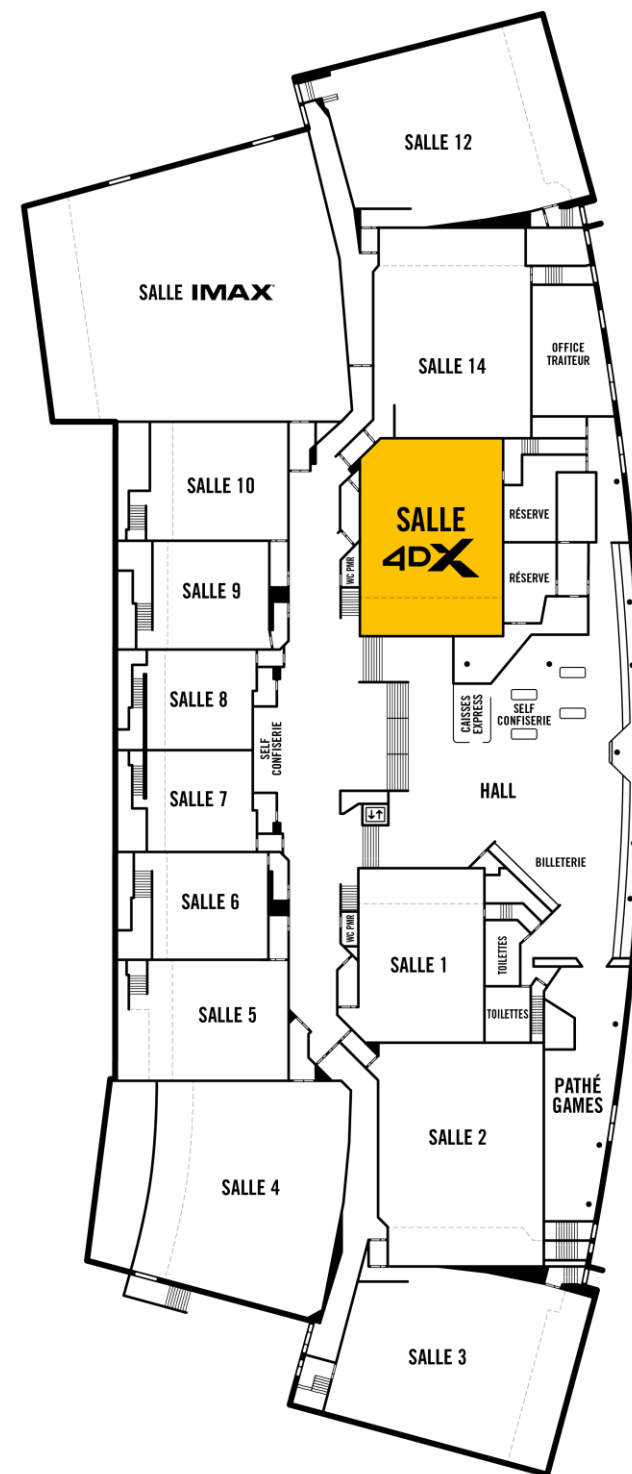 SALLE 12
SALLE IMAX
OFFICE
TRAITEUR
SALLE 14
SALLE 10
SALLE
4DX
RÉSERVE
WC PMR
RÉSERVE
SALLE 9
SALLE 8
SELF
CONFISERIE
CAISSES
EXPRESS
SELF
CONFISERIE
SALLE 7
HALL
BILLETERIE
SALLE 6
WC PMR
TOILETTES
SALLE 1
SALLE 5
TOILETTES
PATHÉ
GAMES
SALLE 2
SALLE 4
SALLE 3